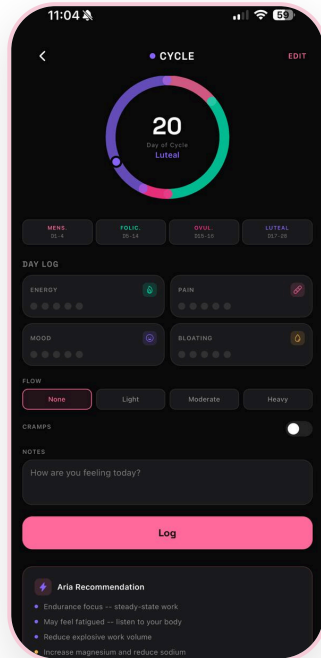 11:04
59
CYCLE
EDIT
20
Day of Cycle
Luteal
MENS.
D1-4
FOLIC.
D5-14
OVUL.
D15-16
LUTEAL
D17-28
DAY LOG
ENERGY
PAIN
MOOD
BLOATING
FLOW
None
Light
Moderate
Heavy
CRAMPS
NOTES
How are you feeling today?
Log
Aria Recommendation
Endurance focus -- steady-state work
May feel fatigued -- listen to your body
Reduce explosive work volume
Increase magnesium and reduce sodium